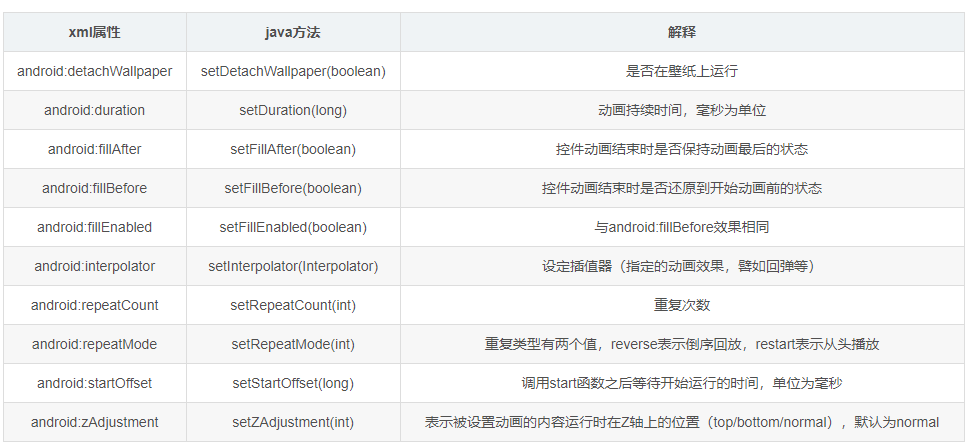 xml属性 java方法 解释
android:detachWallpaper setDetachWallpaper(boolean) 是否在壁纸上运行
android:duration setDuration(long) 动画持续时间，毫秒为单位
android:fillAfter setFillAfter(boolean) 控件动画结束时是否保持动画最后的状态
android:fillBefore setFillBefore(boolean) 控件动画结束时是否还原到开始动画前的状态
android:fillEnabled setFillEnabled(boolean) 与android:fillBefore效果相同
android:interpolator setInterpolator(Interpolator) 设定插值器（指定的动画效果，譬如回弹等）
android:repeatCount setRepeatCount(int) 重复次数
android:repeatMode setRepeatMode(int) 重复类型有两个值，reverse表示倒序回放，restart表示从头播放
android:startOffset setStartOffset(long) 调用start函数之后等待开始运行的时间，单位为毫秒
android:zAdjustment setZAdjustment(int) 表示被设置动画的内容运行时在Z轴上的位置（top/bottom/normal），默认为normal